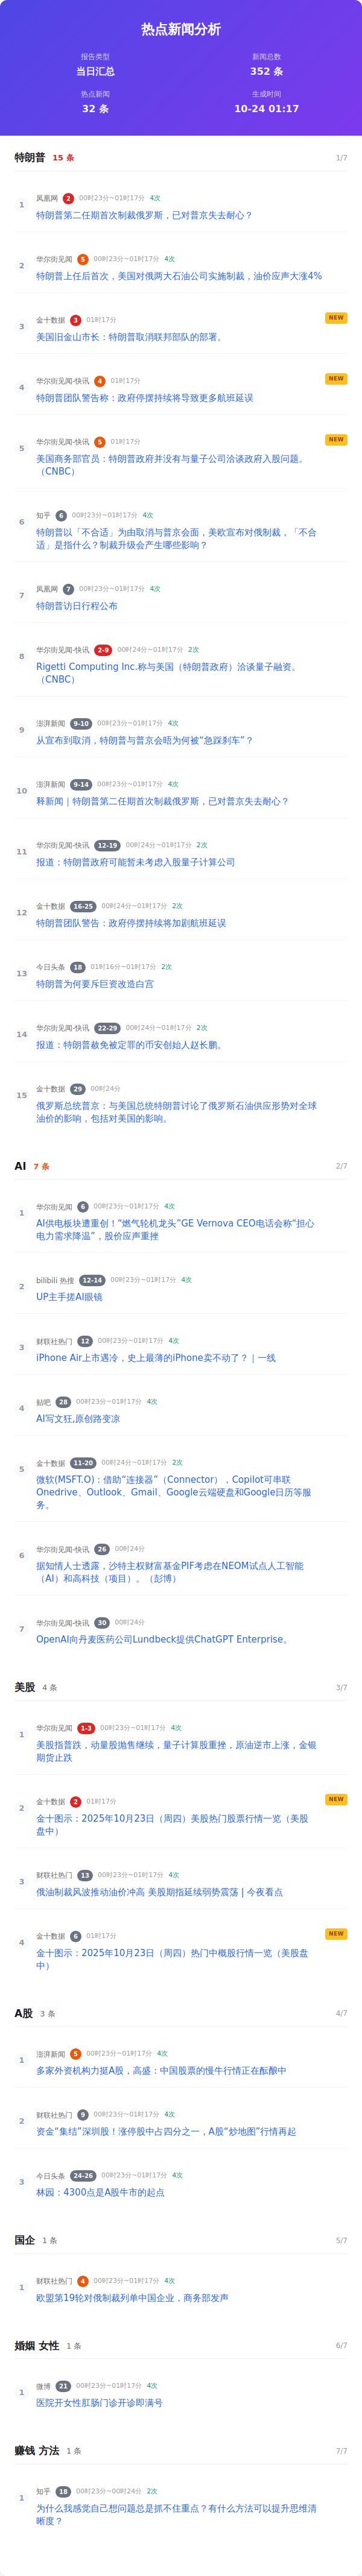 热点新闻分析
报告类型
当日汇总
新闻总数
352 条
热点新闻
32 条
生成时间
10-24 01:17
特朗普 15 条 1/7
1 凤凰网 2 00时23分~01时17分 4次
特朗普第二任期首次制裁俄罗斯，已对普京失去耐心？
2 华尔街见闻 5 00时23分~01时17分 4次
特朗普上任后首次，美国对俄两大石油公司实施制裁，油价应声大涨4%
3 金十数据 3 01时17分 NEW
美国旧金山市长：特朗普取消联邦部队的部署。
4 华尔街见闻-快讯 4 01时17分 NEW
特朗普团队警告称：政府停摆持续将导致更多航班延误
5 华尔街见闻-快讯 5 01时17分 NEW
美国商务部官员：特朗普政府并没有与量子公司洽谈政府入股问题。
（CNBC）
6 知乎 6 00时23分~01时17分 4次
特朗普以「不合适」为由取消与普京会面，美欧宣布对俄制裁，「不合
适」是指什么？制裁升级会产生哪些影响？
7 凤凰网 7 00时23分~01时17分 4次
特朗普访日行程公布
8 华尔街见闻-快讯 2-9 00时24分~01时17分 2次
Rigetti Computing Inc.称与美国（特朗普政府）洽谈量子融资。
（CNBC）
9 澎湃新闻 9-10 00时23分~01时17分 4次
从宣布到取消，特朗普与普京会晤为何被“急踩刹车”？
10 澎湃新闻 9-14 00时23分~01时17分 4次
释新闻｜特朗普第二任期首次制裁俄罗斯，已对普京失去耐心？
11 华尔街见闻-快讯 12-19 00时24分~01时17分 2次
报道：特朗普政府可能暂未考虑入股量子计算公司
12 金十数据 16-25 00时24分~01时17分 2次
特朗普团队警告：政府停摆持续将加剧航班延误
13 今日头条 18 01时16分~01时17分 2次
特朗普为何要斥巨资改造白宫
14 华尔街见闻-快讯 22-29 00时24分~01时17分 2次
报道：特朗普赦免被定罪的币安创始人赵长鹏。
15 金十数据 29 00时24分
俄罗斯总统普京：与美国总统特朗普讨论了俄罗斯石油供应形势对全球
油价的影响，包括对美国的影响。
AI 7 条 2/7
1 华尔街见闻 6 00时23分~01时17分 4次
AI供电板块遭重创！“燃气轮机龙头”GE Vernova CEO电话会称“担心
电力需求降温”，股价应声重挫
2 bilibili 热搜 12-14 00时23分~01时17分 4次
UP主手搓AI眼镜
3 财联社热门 12 00时23分~01时17分 4次
iPhone Air上市遇冷，史上最薄的iPhone卖不动了？｜一线
4 贴吧 28 00时23分~01时17分 4次
AI写文狂,原创路变凉
5 金十数据 11-20 00时24分~01时17分 2次
微软(MSFT.O)：借助“连接器”（Connector），Copilot可串联
Onedrive、Outlook、Gmail、Google云端硬盘和Google日历等服
务。
6 华尔街见闻-快讯 26 00时24分
据知情人士透露，沙特主权财富基金PIF考虑在NEOM试点人工智能
（AI）和高科技（项目）。（彭博）
7 华尔街见闻-快讯 30 00时24分
OpenAI向丹麦医药公司Lundbeck提供ChatGPT Enterprise。
美股 4 条 3/7
1 华尔街见闻 1-3 00时23分~01时17分 4次
美股指普跌，动量股抛售继续，量子计算股重挫，原油逆市上涨，金银
期货止跌
2 金十数据 2 01时17分 NEW
金十图示：2025年10月23日（周四）美股热门股票行情一览（美股
盘中）
3 财联社热门 13 00时23分~01时17分 4次
俄油制裁风波推动油价冲高 美股期指延续弱势震荡 | 今夜看点
4 金十数据 6 01时17分 NEW
金十图示：2025年10月23日（周四）热门中概股行情一览（美股盘
中）
A股 3 条 4/7
1 澎湃新闻 5 00时23分~01时17分 4次
多家外资机构力挺A股，高盛：中国股票的慢牛行情正在酝酿中
2 财联社热门 9 00时23分~01时17分 4次
资金“集结”深圳股！涨停股中占四分之一，A股“炒地图”行情再起
3 今日头条 24-26 00时23分~01时17分 4次
林园：4300点是A股牛市的起点
国企 1 条 5/7
1 财联社热门 4 00时23分~01时17分 4次
欧盟第19轮对俄制裁列单中国企业，商务部发声
婚姻 女性 1 条 6/7
1 微博 21 00时23分~01时17分 4次
医院开女性肛肠门诊开诊即满号
赚钱 方法 1 条 7/7
1 知乎 18 00时23分~00时24分 2次
为什么我感觉自己想问题总是抓不住重点？有什么方法可以提升思维清
晰度？